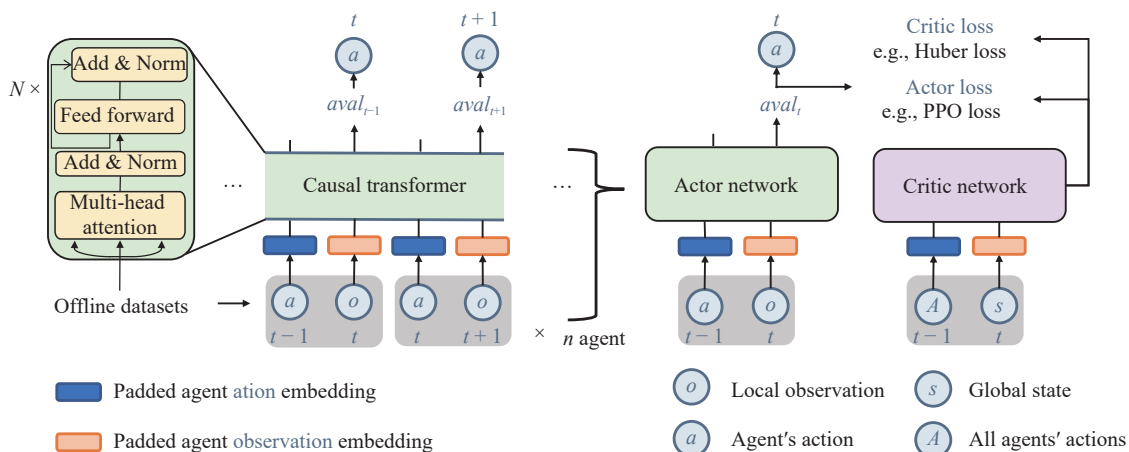 N ×
Add & Norm
Feed forward
Add & Norm
Multi-head
attention
Offline datasets
t
t + 1
a
a
aval_{t−1}
aval_{t+1}
...
Causal transformer
...
a
o
a
o
t − 1
t
t
t + 1
× n agent
t
a
aval_t
Actor network
a
o
t − 1
t
Critic loss
e.g., Huber loss
Actor loss
e.g., PPO loss
Critic network
A
s
t − 1
t
Padded agent ation embedding
Padded agent observation embedding
o Local observation
s Global state
a Agent's action
A All agents' actions